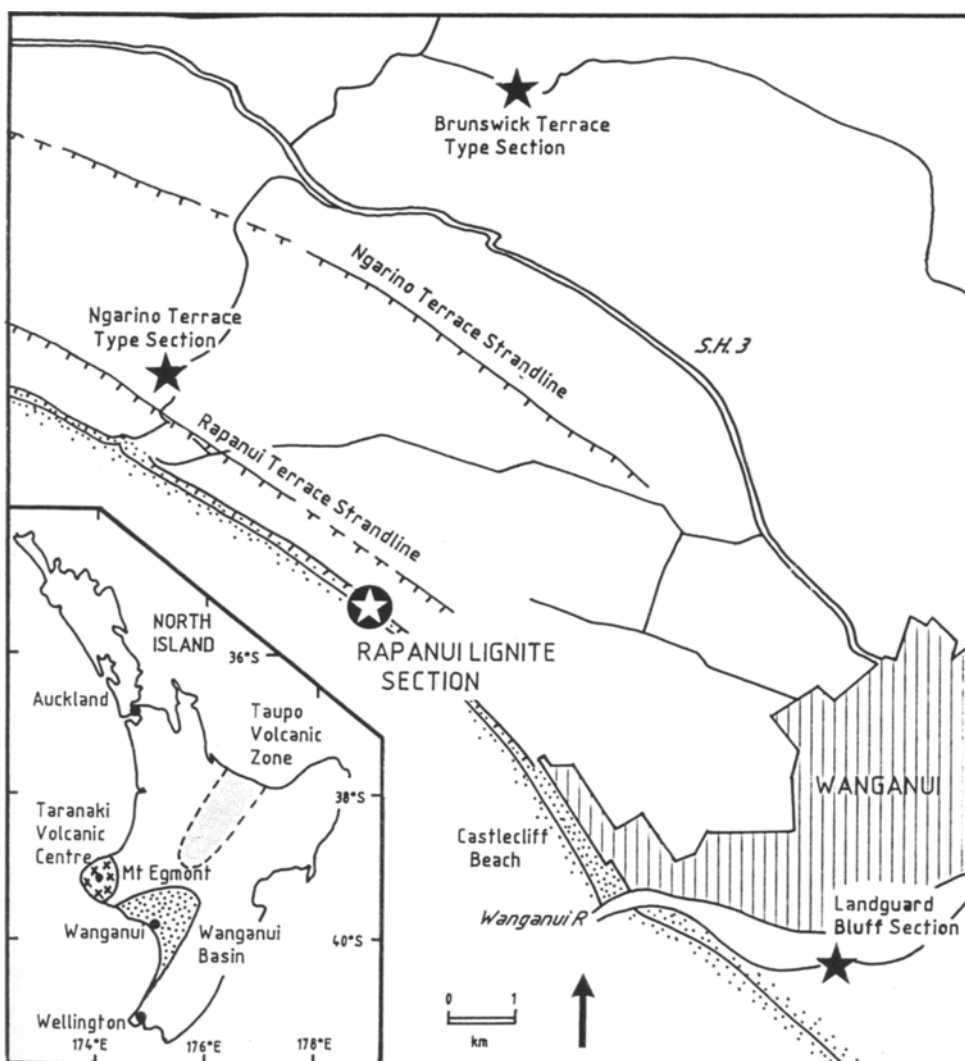 Brunswick Terrace
Type Section
Ngarino Terrace Strandline
S.H. 3
Ngarino Terrace
Type Section
Rapanui Terrace Strandline
RAPANUI LIGNITE
SECTION
WANGANUI
Castlecliff
Beach
Wanganui R
Landguard
Bluff Section
0 1
km
NORTH
ISLAND
36°S
Auckland
Taupo
Volcanic
Zone
38°S
Taranaki
Volcanic
Centre
Mt Egmont
Wanganui
Wanganui
Basin
40°S
Wellington
174°E 176°E 178°E